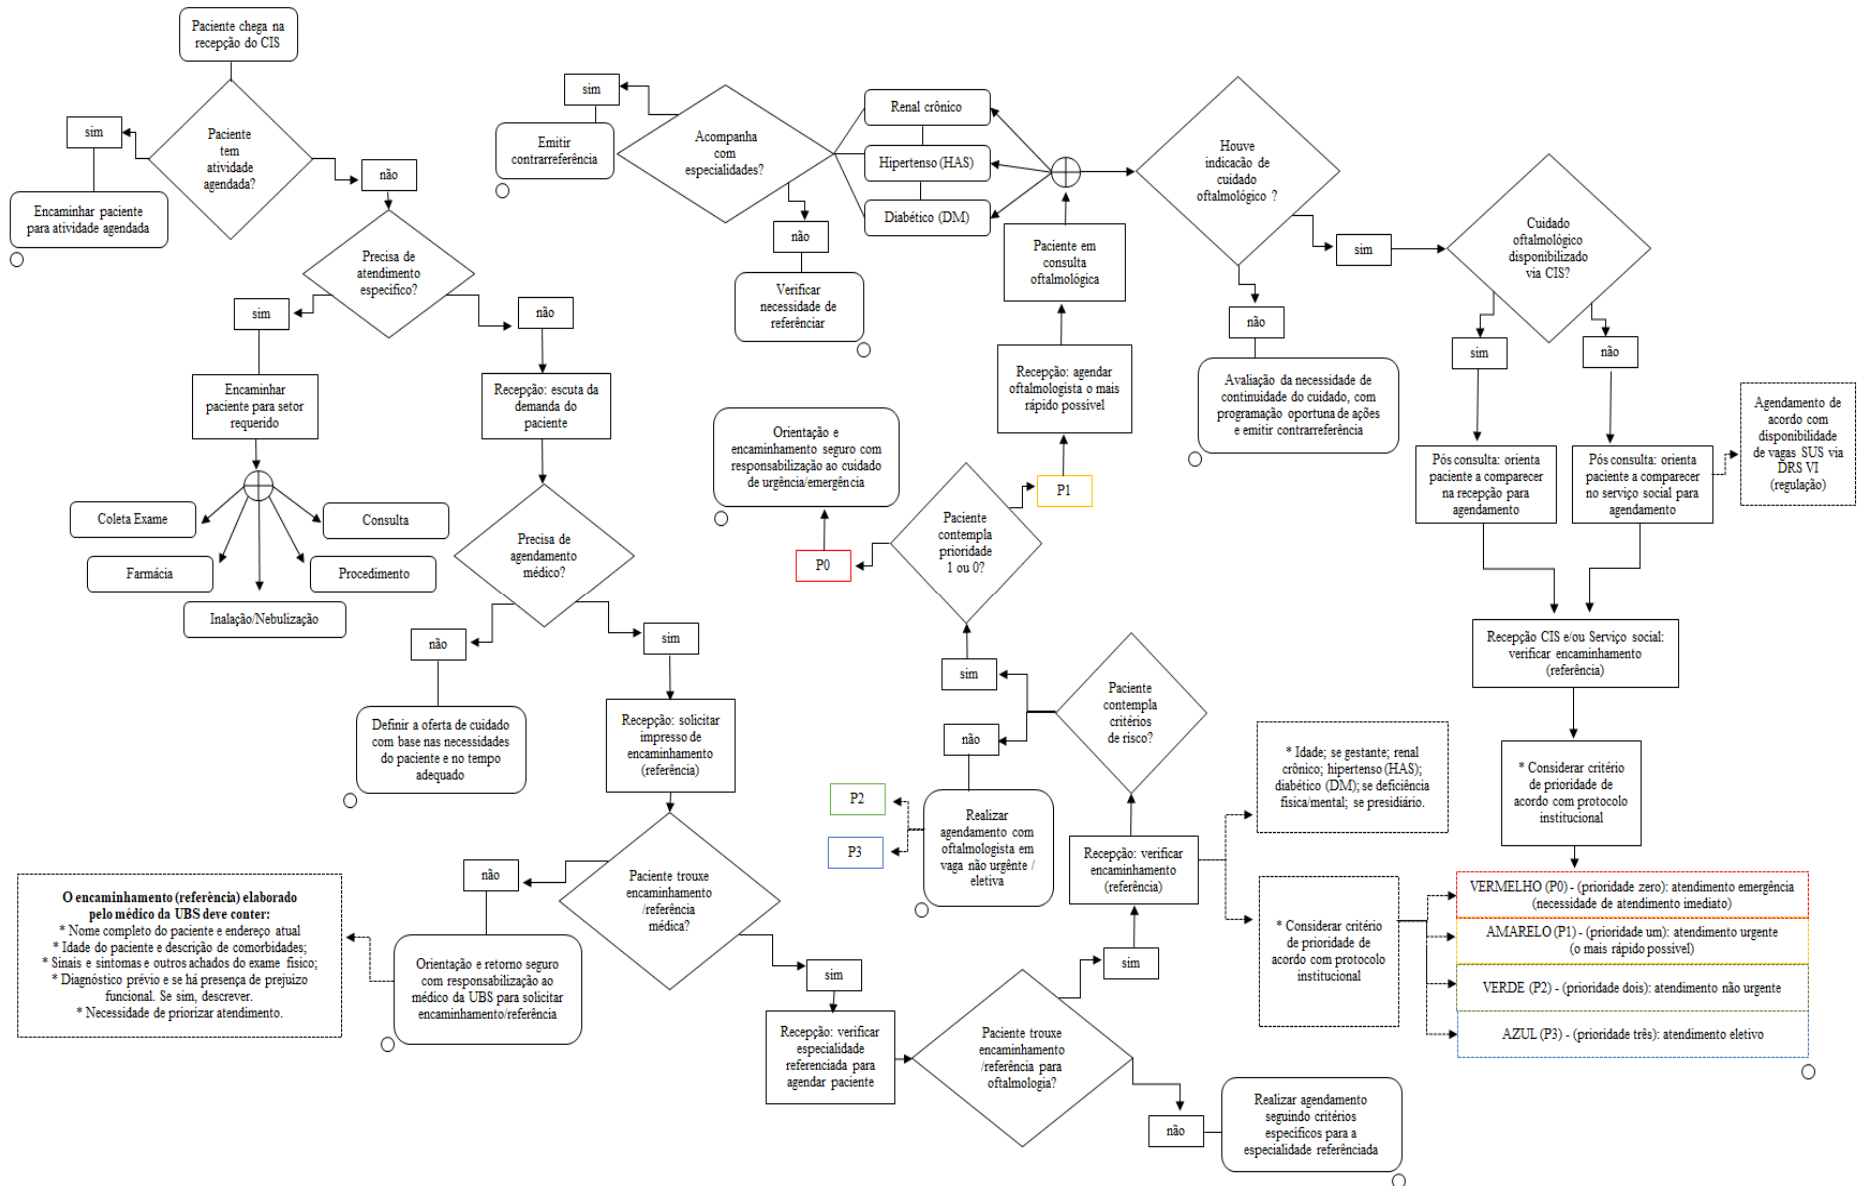 Paciente chega na
recepção do CIS
Paciente
tem
atividade
agendada?
sim
Encaminhar paciente
para atividade agendada
não
Precisa de
atendimento
específico?
sim
Encaminhar
paciente para setor
requerido
Coleta Exame
Consulta
Farmácia
Procedimento
Inalação/Nebulização
não
Recepção: escuta da
demanda do
paciente
Precisa de
agendamento
médico?
não
Definir a oferta de cuidado
com base nas necessidades
do paciente e no tempo
adequado
sim
Recepção: solicitar
impresso de
encaminhamento
(referência)
Paciente trouxe
encaminhamento
/referência
médica?
não
Orientação e retorno seguro
com responsabilização ao
médico da UBS para solicitar
encaminhamento/referência
O encaminhamento (referência) elaborado
pelo médico da UBS deve conter:
* Nome completo do paciente e endereço atual
* Idade do paciente e descrição de comorbidades;
* Sinais e sintomas e outros achados do exame físico;
* Diagnóstico prévio e se há presença de prejuízo
funcional. Se sim, descrever.
* Necessidade de priorizar atendimento.
sim
Recepção: verificar
especialidade
referenciada para
agendar paciente
Paciente trouxe
encaminhamento
/referência para
oftalmologia?
não
Realizar agendamento
seguindo critérios
específicos para a
especialidade referenciada
sim
Recepção: verificar
encaminhamento
(referência)
* Idade; se gestante; renal
crônico; hipertenso (HAS);
diabético (DM); se deficiência
física/mental; se presidiário.
* Considerar critério
de prioridade de
acordo com protocolo
institucional
Paciente
contempla
critérios
de risco?
não
Realizar
agendamento com
oftalmologista em
vaga não urgênte /
eletiva
P2
P3
sim
Paciente
contempla
prioridade
1 ou 0?
P0
Orientação e
encaminhamento seguro com
responsabilização ao cuidado
de urgência/emergência
P1
Recepção: agendar
oftalmologista o mais
rápido possível
Paciente em
consulta
oftalmológica
Renal crônico
Hipertenso (HAS)
Diabético (DM)
Acompanha
com
especialidades?
sim
Emitir
contrarreferência
não
Verificar
necessidade de
referênciar
Houve
indicação de
cuidado
oftalmológico ?
não
Avaliação da necessidade de
continuidade do cuidado, com
programação oportuna de ações
e emitir contrarreferência
sim
Cuidado
oftalmológico
disponibilizado
via CIS?
sim
Pós consulta: orienta
paciente a comparecer
na recepção para
agendamento
não
Pós consulta: orienta
paciente a comparecer
no serviço social para
agendamento
Agendamento de
acordo com
disponibilidade
de vagas SUS via
DRS VI
(regulação)
Recepção CIS e/ou Serviço social:
verificar encaminhamento
(referência)
* Considerar critério
de prioridade de
acordo com protocolo
institucional
VERMELHO (P0) - (prioridade zero): atendimento emergência
(necessidade de atendimento imediato)
AMARELO (P1) - (prioridade um): atendimento urgente
(o mais rápido possível)
VERDE (P2) - (prioridade dois): atendimento não urgente
AZUL (P3) - (prioridade três): atendimento eletivo